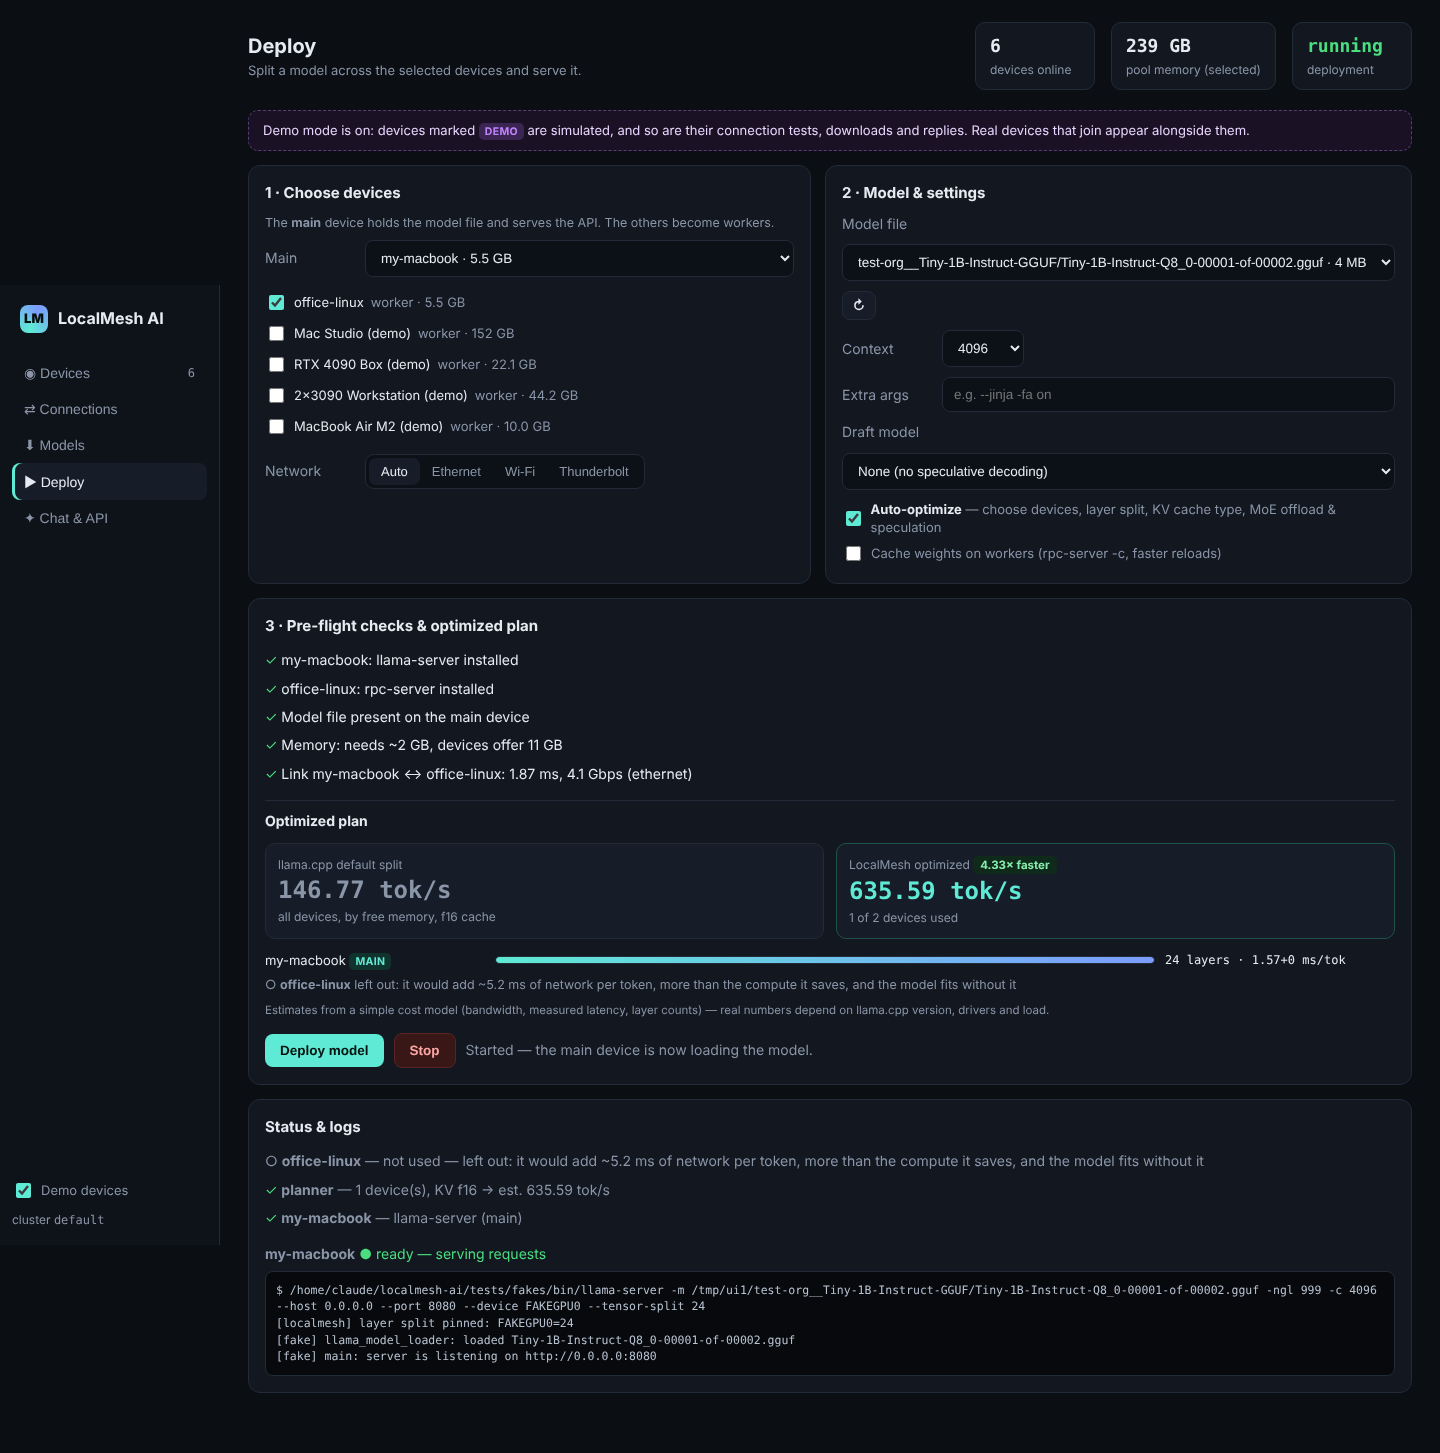 LM LocalMesh AI
◉ Devices 6
⇄ Connections
⬇ Models
▶ Deploy
✦ Chat & API
Demo devices
cluster default
Deploy
Split a model across the selected devices and serve it.
6
devices online
239 GB
pool memory (selected)
running
deployment
Demo mode is on: devices marked DEMO are simulated, and so are their connection tests, downloads and replies. Real devices that join appear alongside them.
1 · Choose devices
The main device holds the model file and serves the API. The others become workers.
Main my-macbook · 5.5 GB
office-linux worker · 5.5 GB
Mac Studio (demo) worker · 152 GB
RTX 4090 Box (demo) worker · 22.1 GB
2×3090 Workstation (demo) worker · 44.2 GB
MacBook Air M2 (demo) worker · 10.0 GB
Network Auto Ethernet Wi-Fi Thunderbolt
2 · Model & settings
Model file
test-org__Tiny-1B-Instruct-GGUF/Tiny-1B-Instruct-Q8_0-00001-of-00002.gguf · 4 MB
↻
Context 4096
Extra args e.g. --jinja -fa on
Draft model
None (no speculative decoding)
Auto-optimize — choose devices, layer split, KV cache type, MoE offload &
speculation
Cache weights on workers (rpc-server -c, faster reloads)
3 · Pre-flight checks & optimized plan
✓ my-macbook: llama-server installed
✓ office-linux: rpc-server installed
✓ Model file present on the main device
✓ Memory: needs ~2 GB, devices offer 11 GB
✓ Link my-macbook ↔ office-linux: 1.87 ms, 4.1 Gbps (ethernet)
Optimized plan
llama.cpp default split
146.77 tok/s
all devices, by free memory, f16 cache
LocalMesh optimized 4.33× faster
635.59 tok/s
1 of 2 devices used
my-macbook MAIN 24 layers · 1.57+0 ms/tok
○ office-linux left out: it would add ~5.2 ms of network per token, more than the compute it saves, and the model fits without it
Estimates from a simple cost model (bandwidth, measured latency, layer counts) — real numbers depend on llama.cpp version, drivers and load.
Deploy model Stop Started — the main device is now loading the model.
Status & logs
○ office-linux — not used — left out: it would add ~5.2 ms of network per token, more than the compute it saves, and the model fits without it
✓ planner — 1 device(s), KV f16 → est. 635.59 tok/s
✓ my-macbook — llama-server (main)
my-macbook ● ready — serving requests
$ /home/claude/localmesh-ai/tests/fakes/bin/llama-server -m /tmp/ui1/test-org__Tiny-1B-Instruct-GGUF/Tiny-1B-Instruct-Q8_0-00001-of-00002.gguf -ngl 999 -c 4096
--host 0.0.0.0 --port 8080 --device FAKEGPU0 --tensor-split 24
[localmesh] layer split pinned: FAKEGPU0=24
[fake] llama_model_loader: loaded Tiny-1B-Instruct-Q8_0-00001-of-00002.gguf
[fake] main: server is listening on http://0.0.0.0:8080